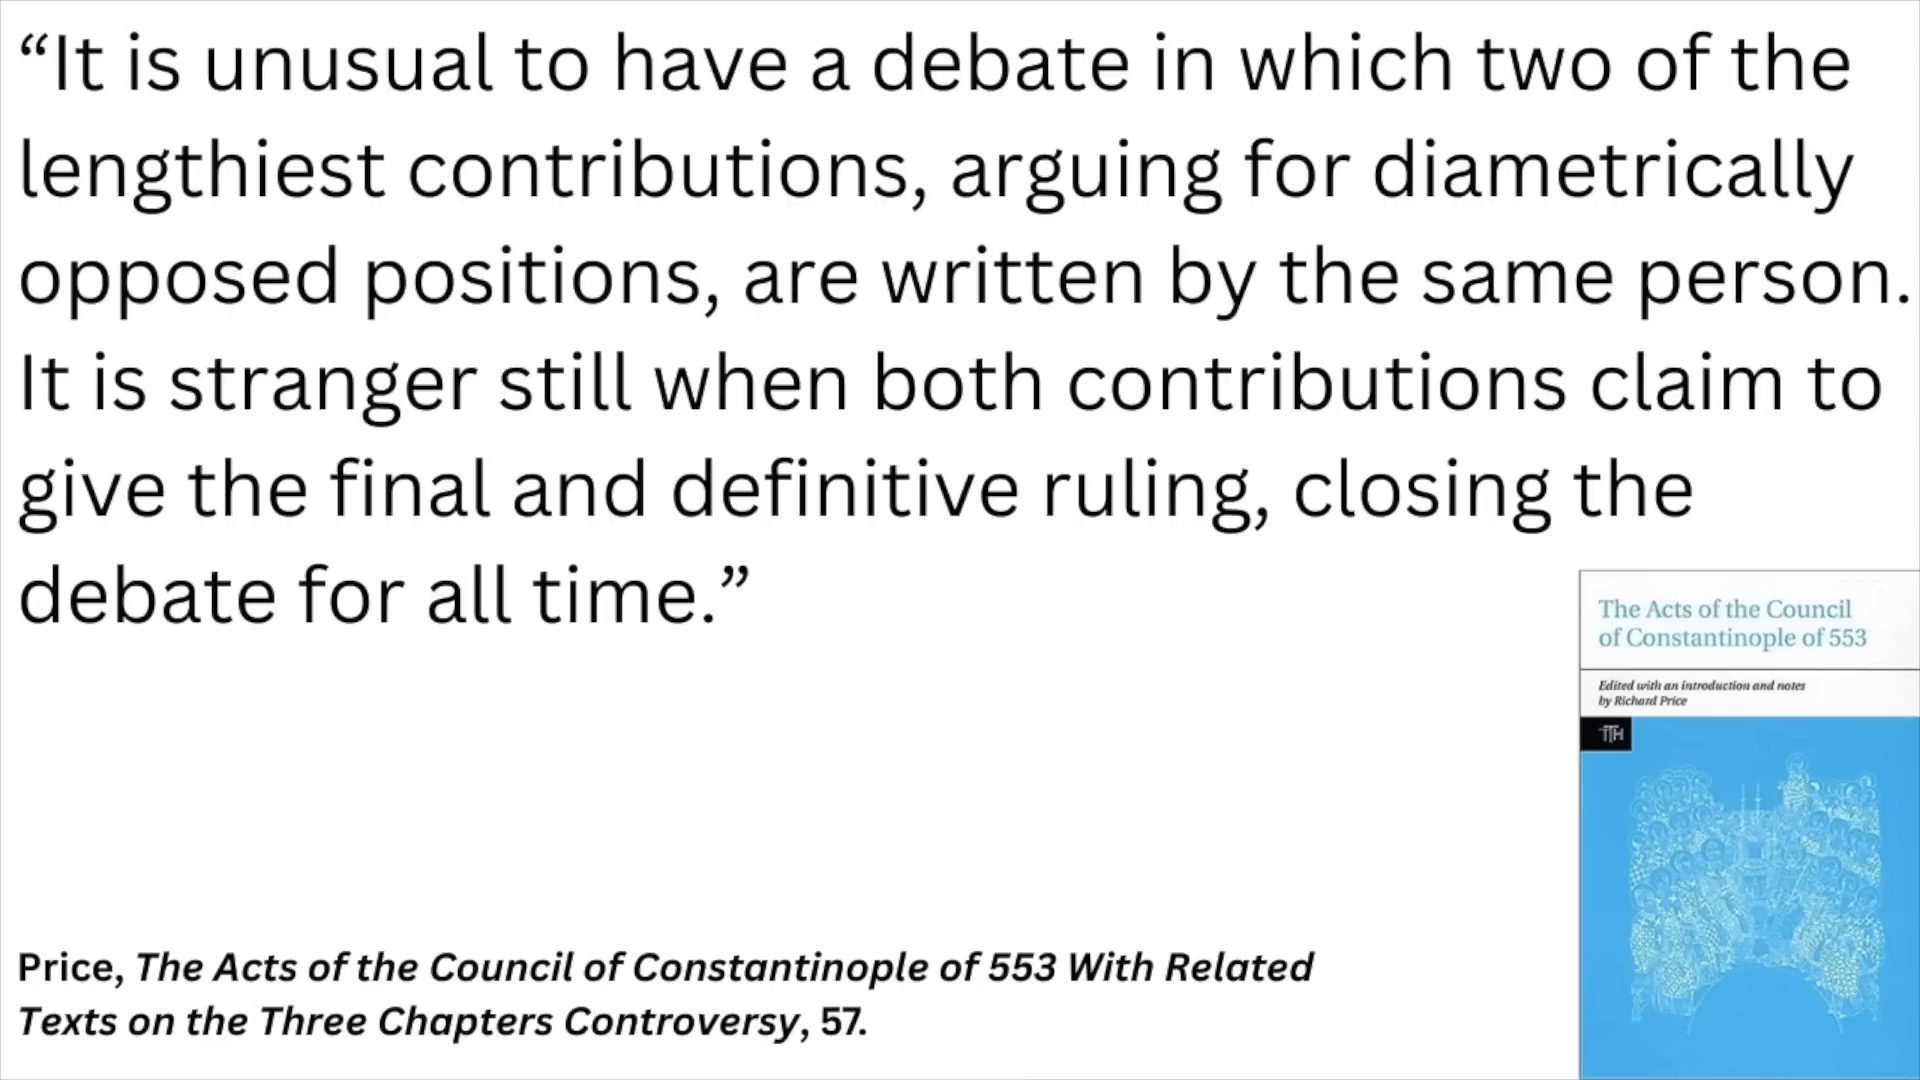 “It is unusual to have a debate in which two of the
lengthiest contributions, arguing for diametrically
opposed positions, are written by the same person.
It is stranger still when both contributions claim to
give the final and definitive ruling, closing the
debate for all time.”
The Acts of the Council
of Constantinople of 553
Edited with an introduction and notes
by Richard Price
TTH
Price, The Acts of the Council of Constantinople of 553 With Related
Texts on the Three Chapters Controversy, 57.